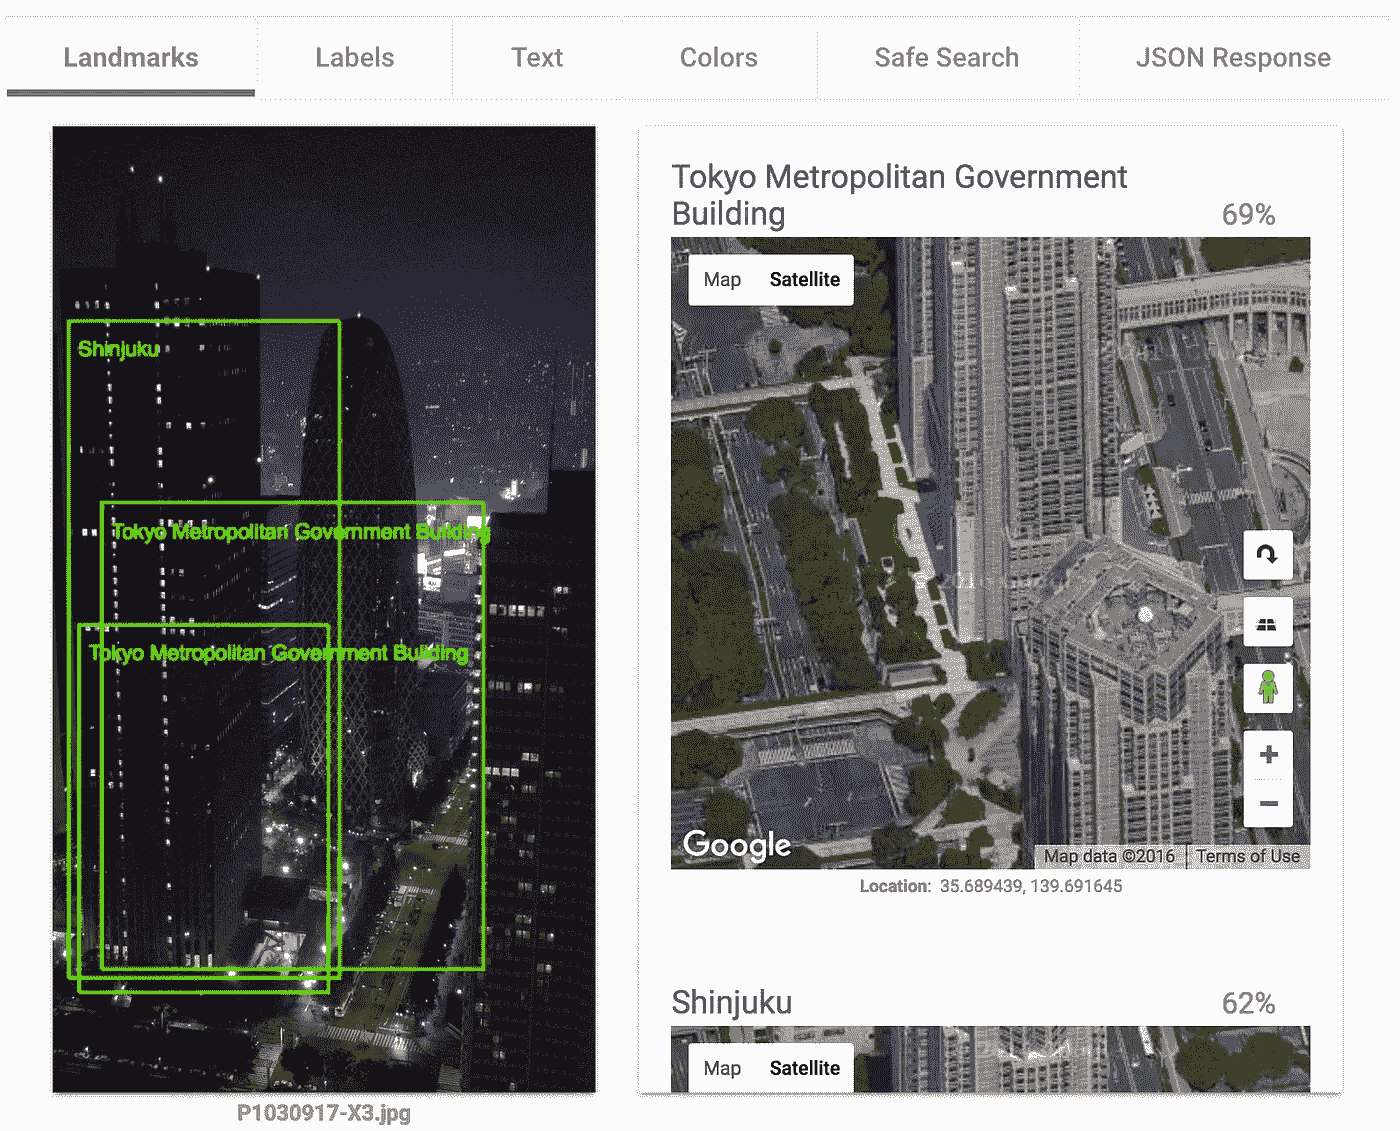 Landmarks
Labels
Text
Colors
Safe Search
JSON Response
Shinjuku
Tokyo Metropolitan Government Building
Tokyo Metropolitan Government Building
P1030917-X3.jpg
Tokyo Metropolitan Government
Building
69%
Map
Satellite
Google
Map data ©2016
Terms of Use
Location: 35.689439, 139.691645
Shinjuku
62%
Map
Satellite